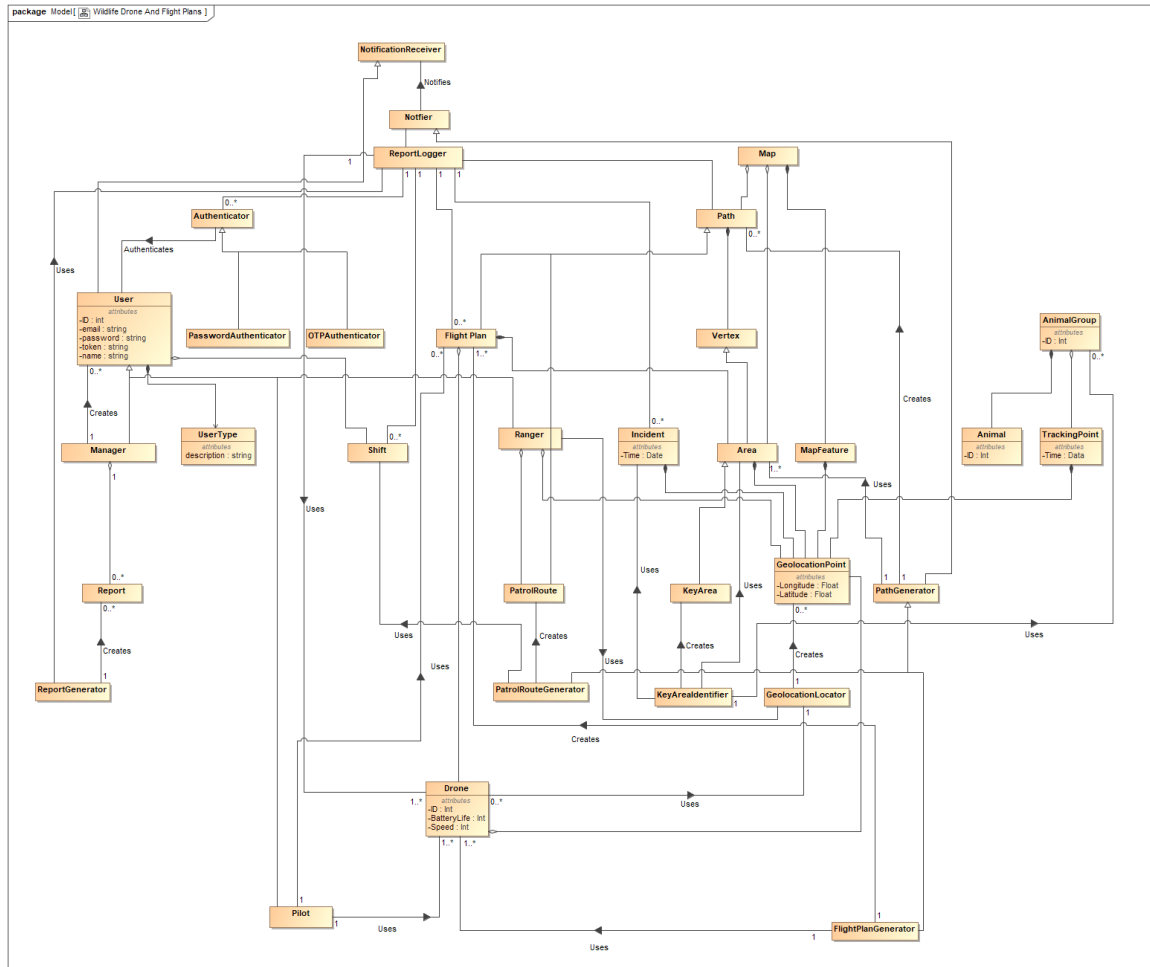 package Model [ Wildlife Drone And Flight Plans ]
NotificationReceiver
Notifies
Notfier
ReportLogger
1
1
1
1
1
Map
0..*
Authenticator
Path
0..*
Authenticates
Uses
User
attributes
-ID : int
-email : string
-password : string
-token : string
-name : string
PasswordAuthenticator
OTPAuthenticator
0..*
Flight Plan
0..*
1..*
Vertex
AnimalGroup
attributes
-ID : Int
0..*
0..*
Creates
1
Manager
1
UserType
attributes
description : string
0..*
Shift
Ranger
0..*
Incident
attributes
-Time : Date
Area
1..*
MapFeature
Creates
Animal
attributes
-ID : Int
TrackingPoint
attributes
-Time : Data
Uses
Uses
GeolocationPoint
attributes
-Longitude : Float
-Latitude : Float
0..*
1
1
PathGenerator
0..*
Report
0..*
PatrolRoute
Uses
KeyArea
Uses
Uses
Creates
Uses
Creates
Creates
Creates
Uses
Uses
1
ReportGenerator
PatrolRouteGenerator
KeyAreaIdentifier
1
1
GeolocationLocator
1
Creates
Drone
attributes
-ID : Int
-BatteryLife : Int
-Speed : Int
1..*
0..*
Uses
1..*
1..*
1
Pilot
1
Uses
1
FlightPlanGenerator
1
Uses